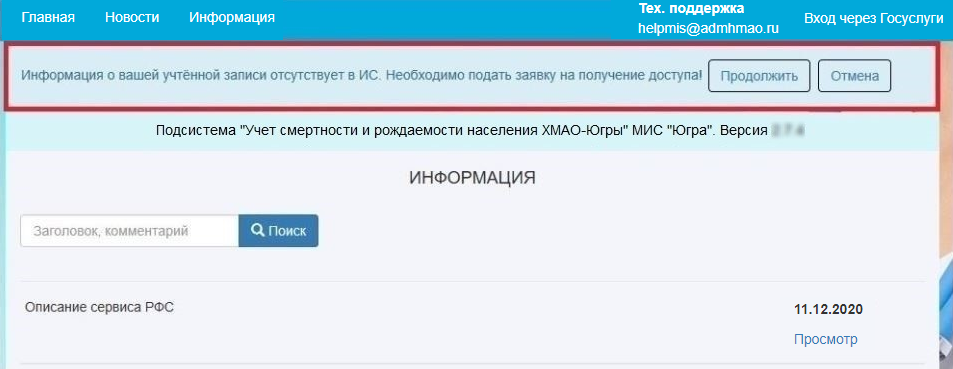 Главная Новости Информация Тех. поддержка
helpmis@admhmao.ru Вход через Госуслуги
Информация о вашей учтённой записи отсутствует в ИС. Необходимо подать заявку на получение доступа! Продолжить Отмена
Подсистема "Учет смертности и рождаемости населения ХМАО-Югры" МИС "Югра". Версия
ИНФОРМАЦИЯ
Заголовок, комментарий Поиск
Описание сервиса РФС 11.12.2020
Просмотр